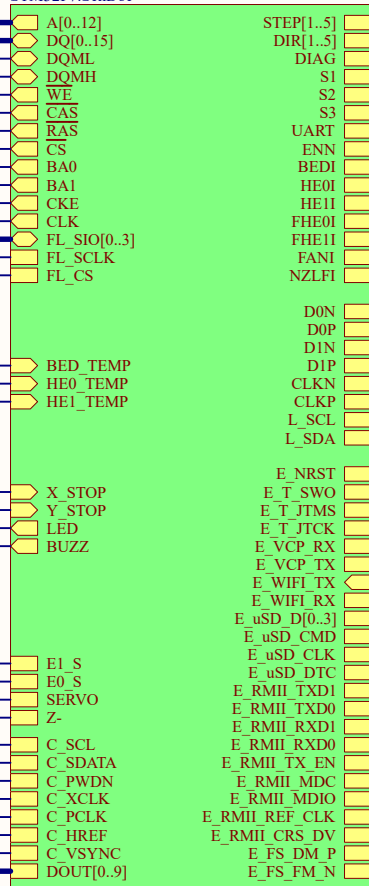 A[0..12]
DQ[0..15]
DQML
DQMH
WE
CAS
RAS
CS
BA0
BA1
CKE
CLK
FL_SIO[0..3]
FL_SCLK
FL_CS
BED_TEMP
HE0_TEMP
HE1_TEMP
X_STOP
Y_STOP
LED
BUZZ
E1_S
E0_S
SERVO
Z-
C_SCL
C_SDATA
C_PWDN
C_XCLK
C_PCLK
C_HREF
C_VSYNC
DOUT[0..9]
STEP[1..5]
DIR[1..5]
DIAG
S1
S2
S3
UART
ENN
BEDI
HE0I
HE1I
FHE0I
FHE1I
FANI
NZLFI
D0N
D0P
D1N
D1P
CLKN
CLKP
L_SCL
L_SDA
E_NRST
E_T_SWO
E_T_JTMS
E_T_JTCK
E_VCP_RX
E_VCP_TX
E_WIFI_TX
E_WIFI_RX
E_uSD_D[0..3]
E_uSD_CMD
E_uSD_CLK
E_uSD_DTC
E_RMII_TXD1
E_RMII_TXD0
E_RMII_RXD1
E_RMII_RXD0
E_RMII_TX_EN
E_RMII_MDC
E_RMII_MDIO
E_RMII_REF_CLK
E_RMII_CRS_DV
E_FS_DM_P
E_FS_FM_N